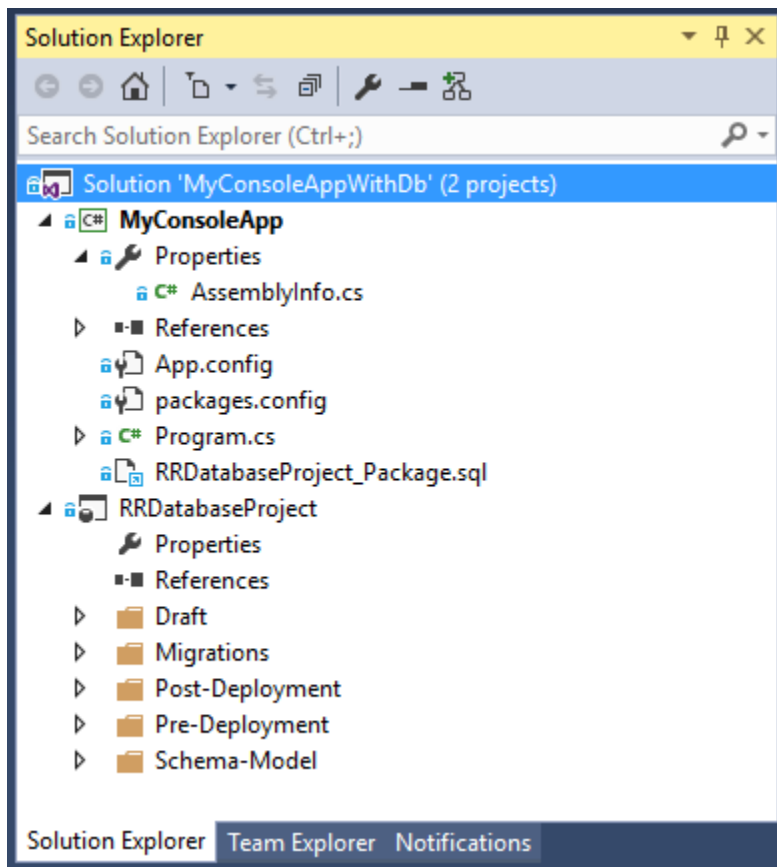 Solution Explorer
Search Solution Explorer (Ctrl+;)
Solution 'MyConsoleAppWithDb' (2 projects)
C# MyConsoleApp
Properties
C# AssemblyInfo.cs
References
App.config
packages.config
C# Program.cs
RRDatabaseProject_Package.sql
RRDatabaseProject
Properties
References
Draft
Migrations
Post-Deployment
Pre-Deployment
Schema-Model
Solution Explorer Team Explorer Notifications